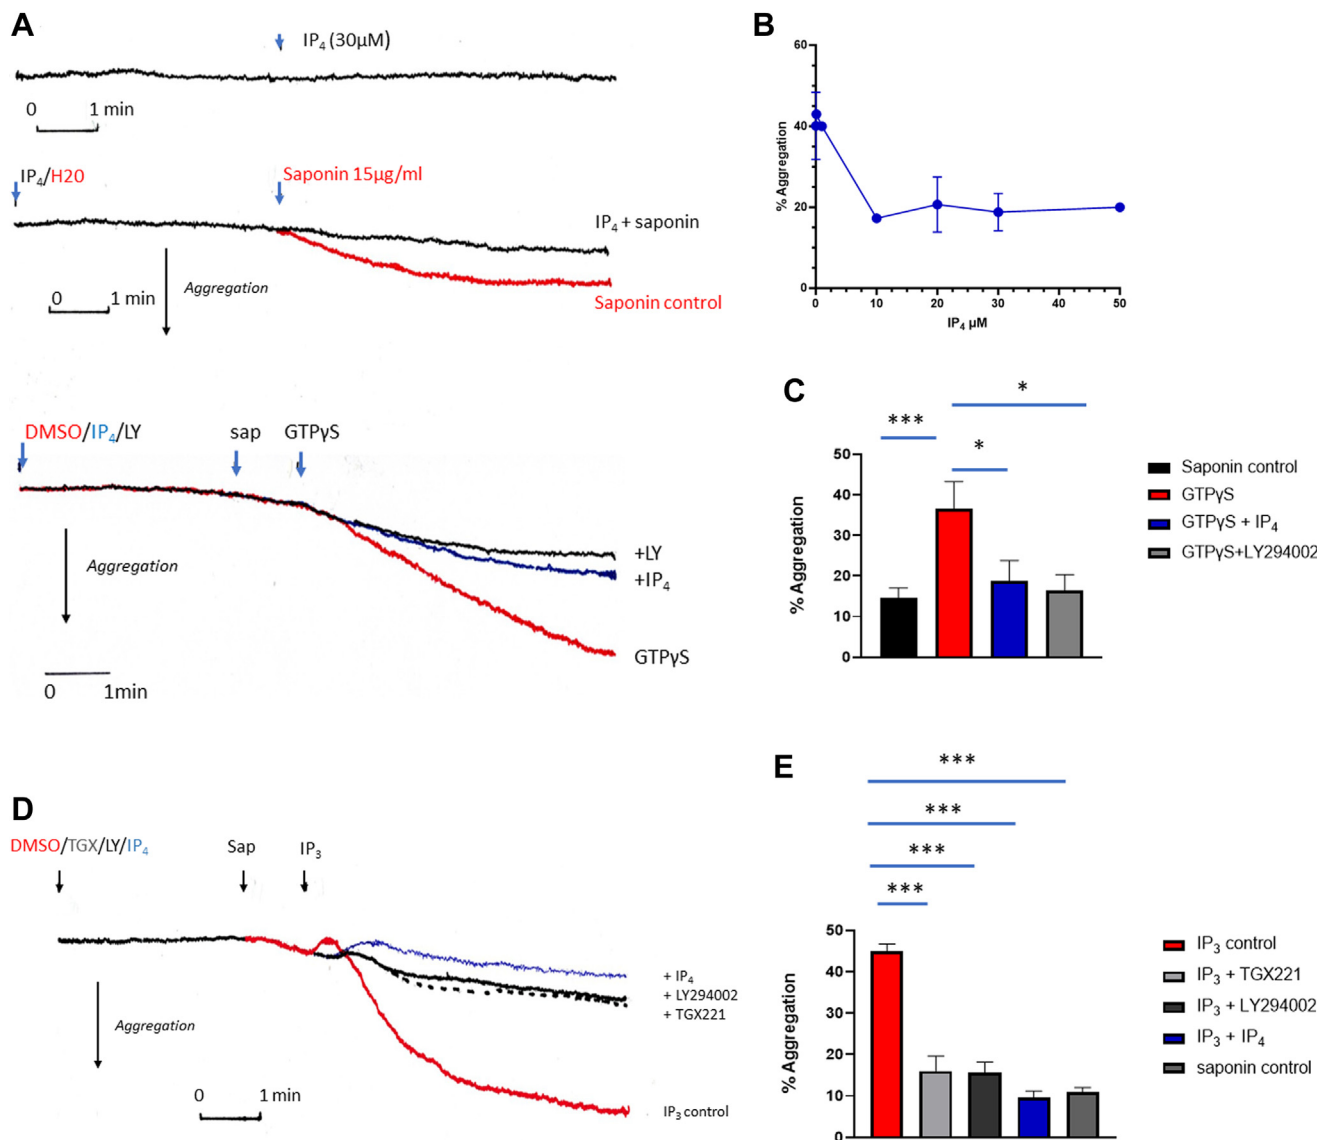 A
IP₄ (30µM)
0 1 min
IP₄/H20
Saponin 15µg/ml
IP₄ + saponin
Aggregation
0 1 min
Saponin control
DMSO/IP₄/LY
sap
GTPγS
Aggregation
+LY
+IP₄
GTPγS
0 1min
B
60
40
20
0
% Aggregation
0 10 20 30 40 50
IP₄ µM
C
*
***
*
50
40
30
20
10
0
% Aggregation
Saponin control
GTPγS
GTPγS + IP₄
GTPγS+LY294002
D
DMSO/TGX/LY/IP₄
Sap
IP₃
Aggregation
+ IP₄
+ LY294002
+ TGX221
0 1 min
IP₃ control
E
***
***
***
***
50
40
30
20
10
0
% Aggregation
IP₃ control
IP₃ + TGX221
IP₃ + LY294002
IP₃ + IP₄
saponin control